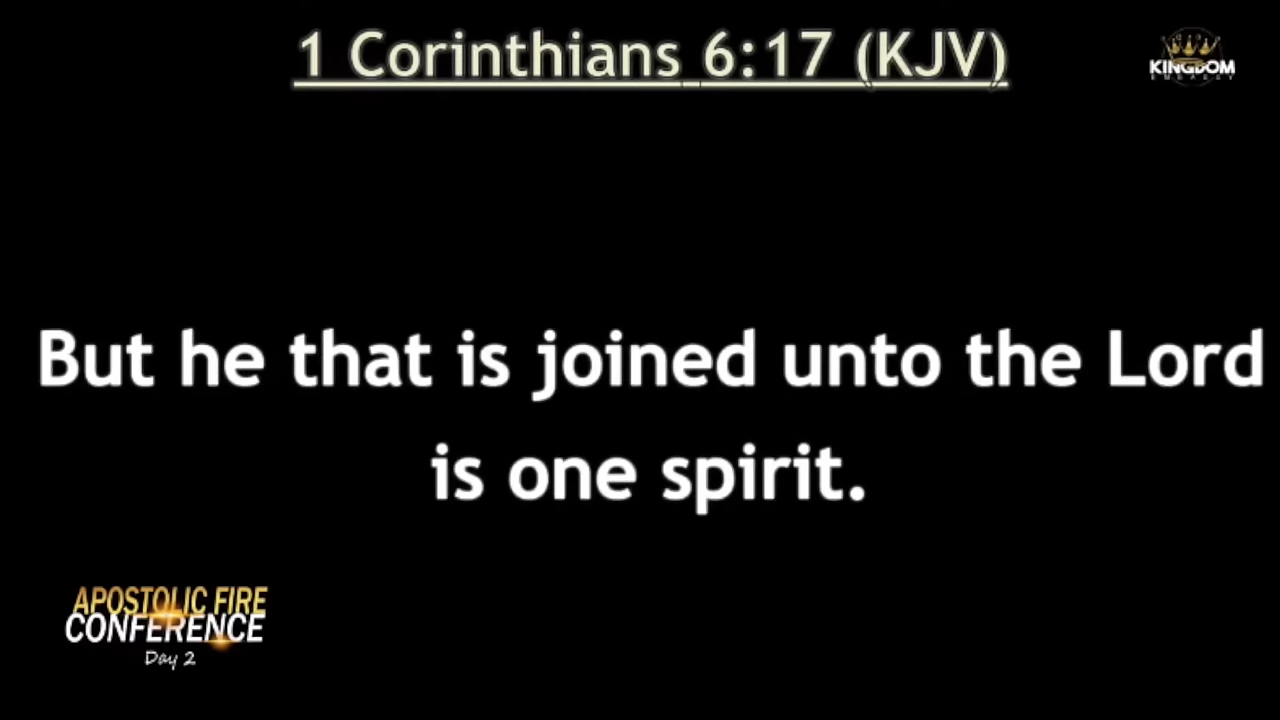 1 Corinthians 6:17 (KJV)
KINGDOM
EMBASSY
But he that is joined unto the Lord
is one spirit.
APOSTOLIC FIRE
CONFERENCE
Day 2